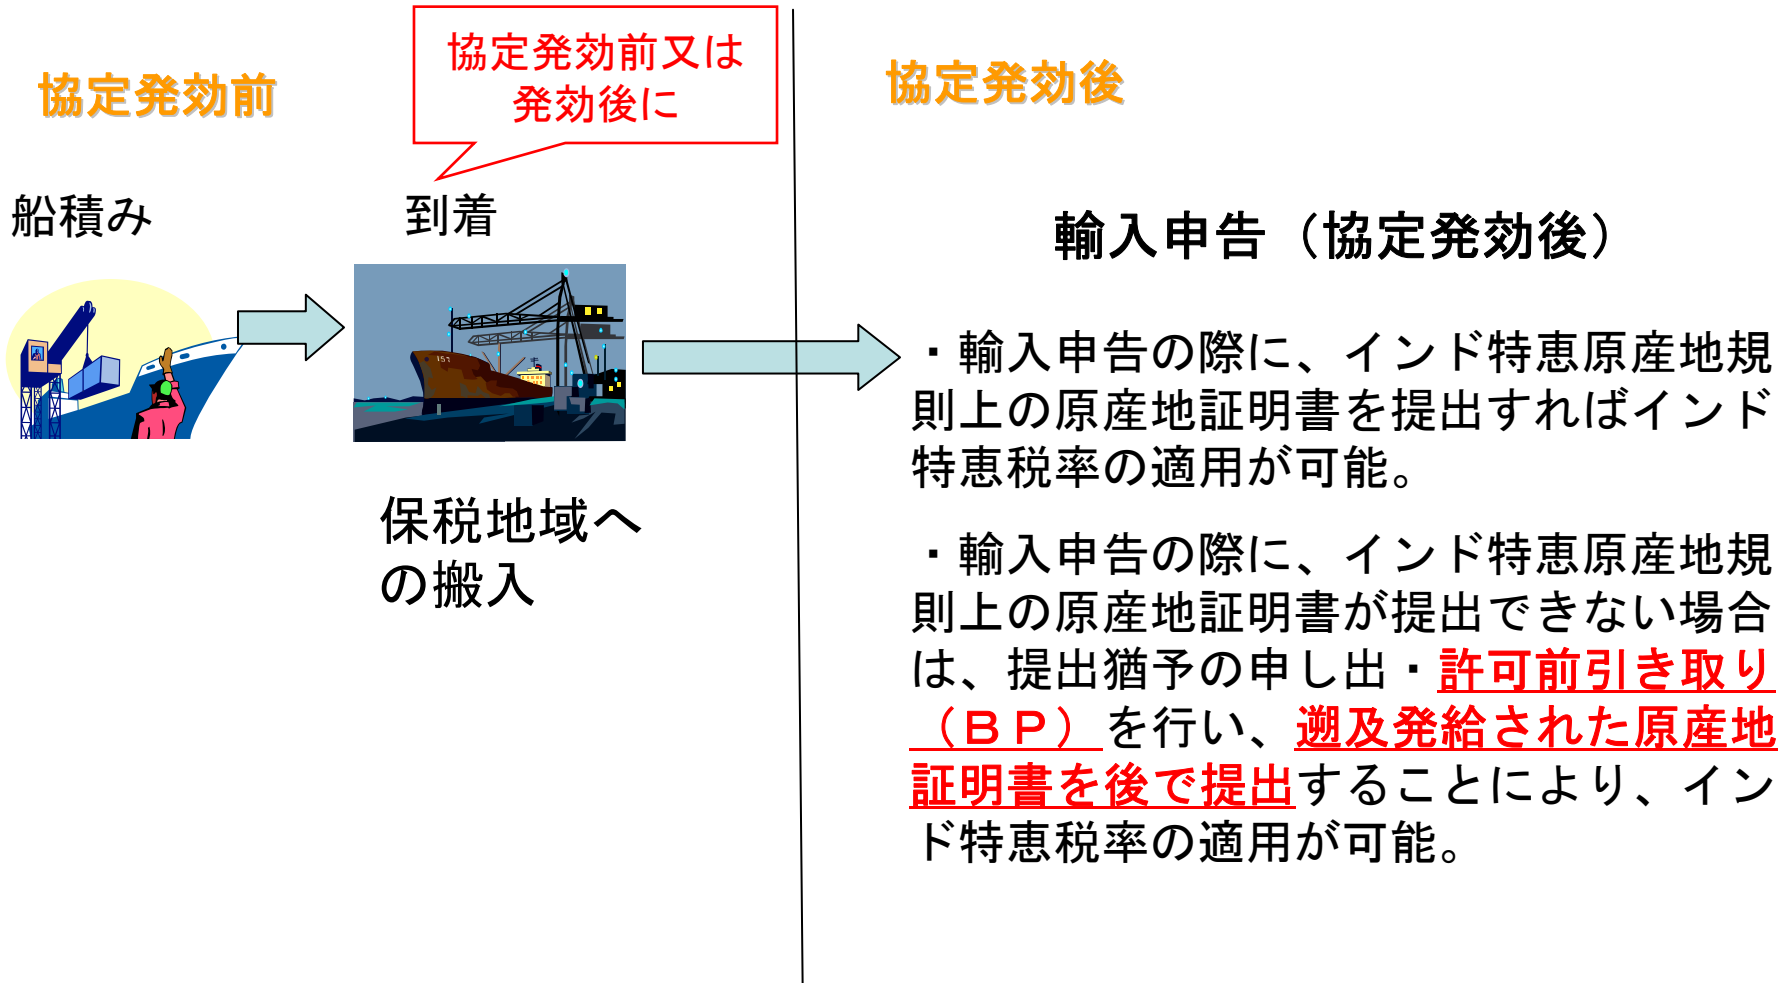 協定発効前又は
発効後に
協定発効前
協定発効後
船積み
到着
157
保税地域へ
の搬入
輸入申告（協定発効後）
・輸入申告の際に、インド特恵原産地規
則上の原産地証明書を提出すればインド
特恵税率の適用が可能。
・輸入申告の際に、インド特恵原産地規
則上の原産地証明書が提出できない場合
は、提出猶予の申し出・許可前引き取り
（ＢＰ）を行い、遡及発給された原産地
証明書を後で提出することにより、イン
ド特恵税率の適用が可能。